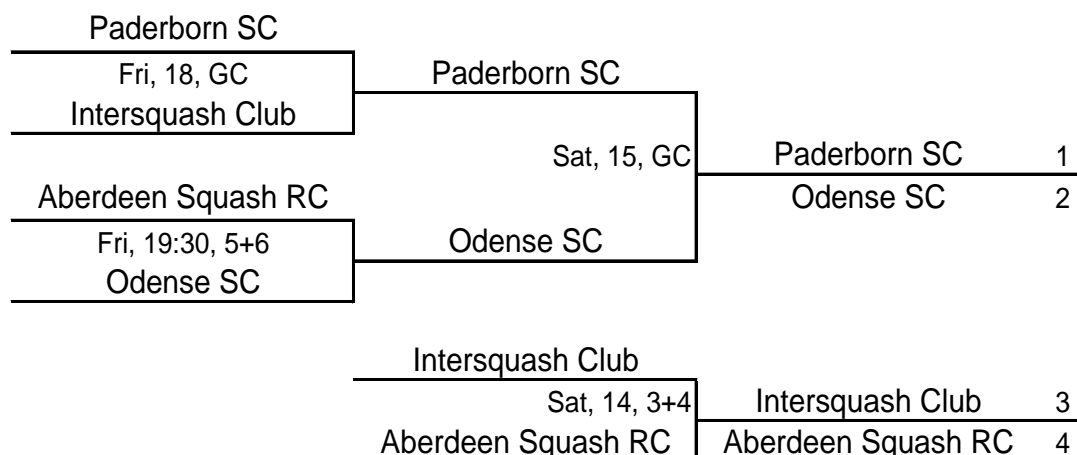 Paderborn SC
Fri, 18, GC
Paderborn SC
Intersquash Club
Sat, 15, GC
Paderborn SC 1
Aberdeen Squash RC
Odense SC 2
Fri, 19:30, 5+6
Odense SC
Odense SC
Intersquash Club
Sat, 14, 3+4
Intersquash Club 3
Aberdeen Squash RC
Aberdeen Squash RC 4